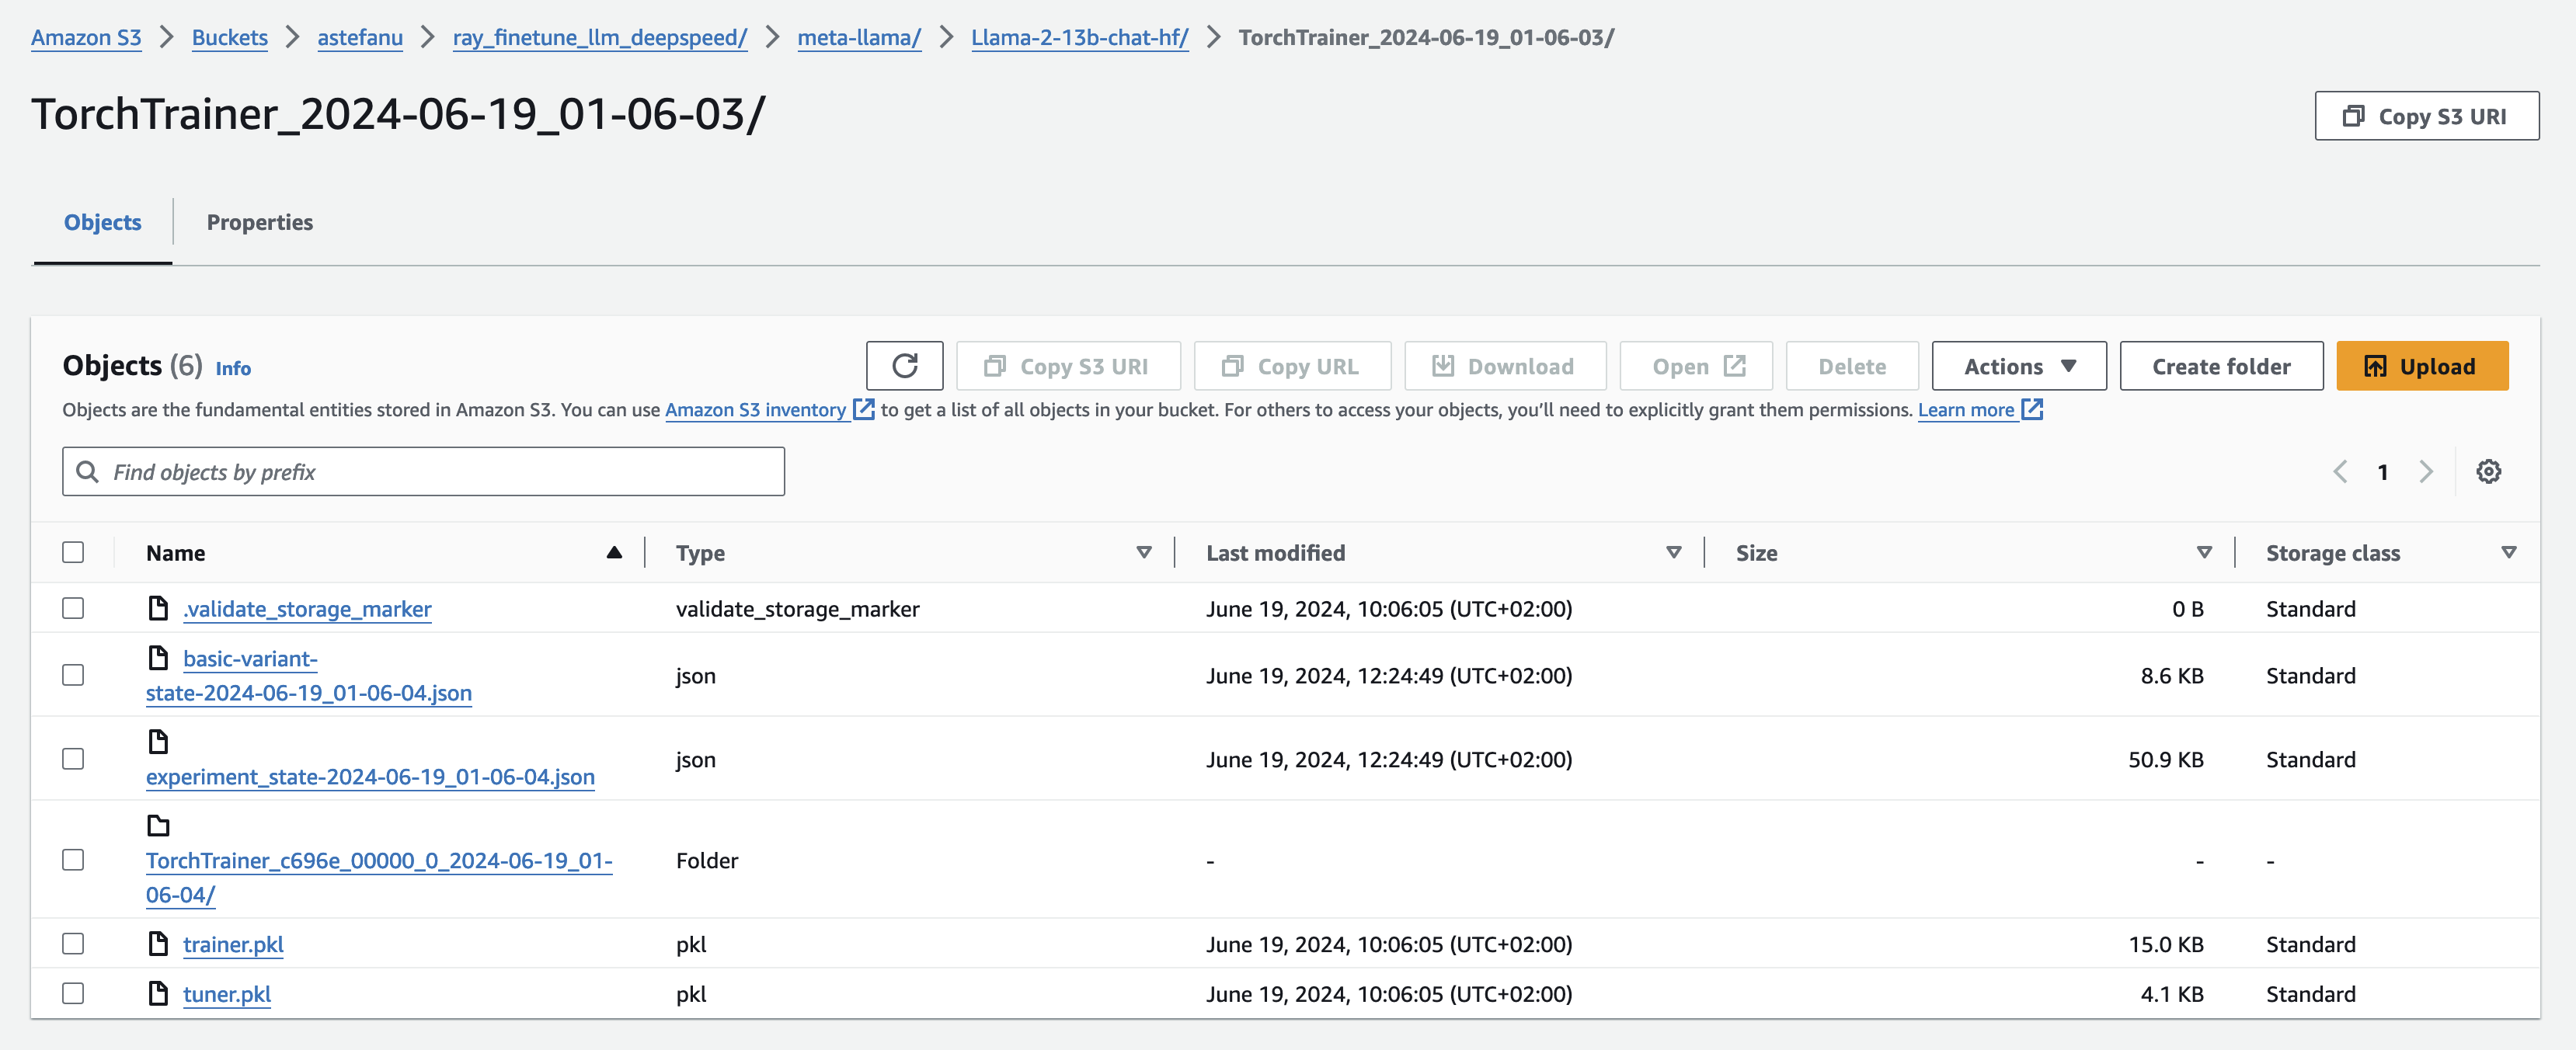 Amazon S3 > Buckets > astefanu > ray_finetune_llm_deepspeed/ > meta-llama/ > Llama-2-13b-chat-hf/ > TorchTrainer_2024-06-19_01-06-03/
TorchTrainer_2024-06-19_01-06-03/
Copy S3 URI
Objects
Properties
Objects (6) Info
Copy S3 URI
Copy URL
Download
Open
Delete
Actions
Create folder
Upload
Objects are the fundamental entities stored in Amazon S3. You can use Amazon S3 inventory to get a list of all objects in your bucket. For others to access your objects, you’ll need to explicitly grant them permissions. Learn more
Find objects by prefix
1
Name Type Last modified Size Storage class
.validate_storage_marker validate_storage_marker June 19, 2024, 10:06:05 (UTC+02:00) 0 B Standard
basic-variant-
state-2024-06-19_01-06-04.json
json June 19, 2024, 12:24:49 (UTC+02:00) 8.6 KB Standard
experiment_state-2024-06-19_01-06-04.json
json June 19, 2024, 12:24:49 (UTC+02:00) 50.9 KB Standard
TorchTrainer_c696e_00000_0_2024-06-19_01-
06-04/
Folder - - -
trainer.pkl pkl June 19, 2024, 10:06:05 (UTC+02:00) 15.0 KB Standard
tuner.pkl pkl June 19, 2024, 10:06:05 (UTC+02:00) 4.1 KB Standard